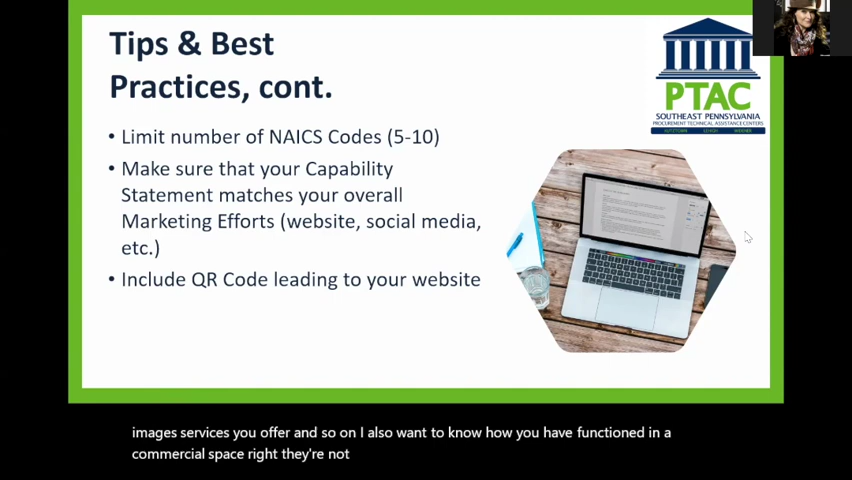 Tips & Best
Practices, cont.
• Limit number of NAICS Codes (5-10)
• Make sure that your Capability
Statement matches your overall
Marketing Efforts (website, social media,
etc.)
• Include QR Code leading to your website
PTAC
SOUTHEAST PENNSYLVANIA
PROCUREMENT TECHNICAL ASSISTANCE CENTERS
KUTZTOWN LEHIGH WIDENER
images services you offer and so on I also want to know how you have functioned in a
commercial space right they're not